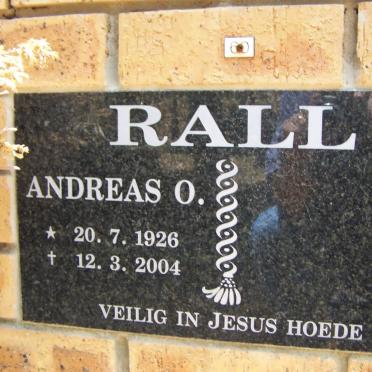 RALL
ANDREAS O.
★ 20. 7. 1926
† 12. 3. 2004
VEILIG IN JESUS HOEDE